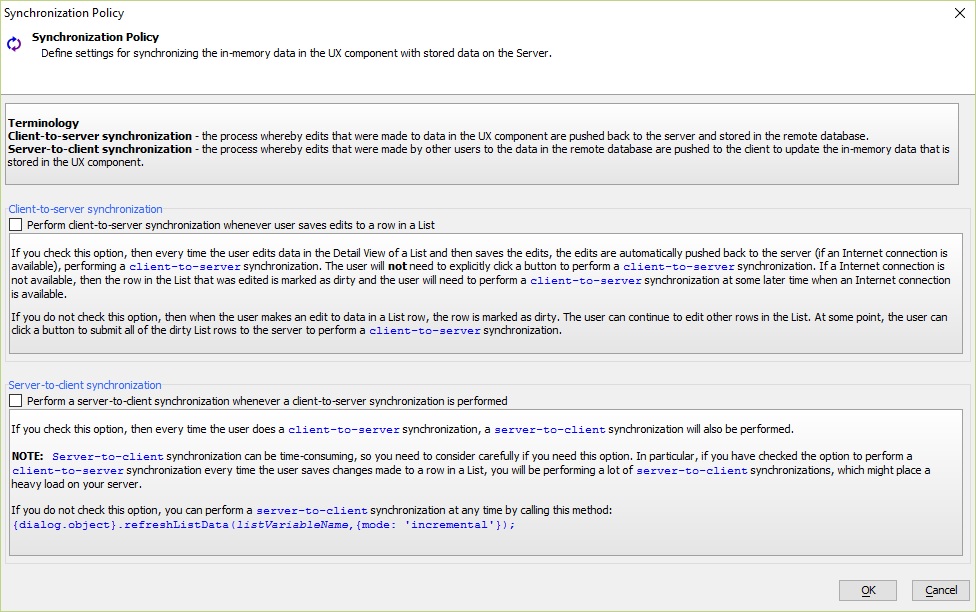 Synchronization Policy
Synchronization Policy
Define settings for synchronizing the in-memory data in the UX component with stored data on the Server.
Terminology
Client-to-server synchronization - the process whereby edits that were made to data in the UX component are pushed back to the server and stored in the remote database.
Server-to-client synchronization - the process whereby edits that were made by other users to the data in the remote database are pushed to the client to update the in-memory data that is
stored in the UX component.
Client-to-server synchronization
Perform client-to-server synchronization whenever user saves edits to a row in a List
If you check this option, then every time the user edits data in the Detail View of a List and then saves the edits, the edits are automatically pushed back to the server (if an Internet connection is
available), performing a client-to-server synchronization. The user will not need to explicitly click a button to perform a client-to-server synchronization. If a Internet connection is
not available, then the row in the List that was edited is marked as dirty and the user will need to perform a client-to-server synchronization at some later time when an Internet connection
is available.
If you do not check this option, then when the user makes an edit to data in a List row, the row is marked as dirty. The user can continue to edit other rows in the List. At some point, the user can
click a button to submit all of the dirty List rows to the server to perform a client-to-server synchronization.
Server-to-client synchronization
Perform a server-to-client synchronization whenever a client-to-server synchronization is performed
If you check this option, then every time the user does a client-to-server synchronization, a server-to-client synchronization will also be performed.
NOTE: Server-to-client synchronization can be time-consuming, so you need to consider carefully if you need this option. In particular, if you have checked the option to perform a
client-to-server synchronization every time the user saves changes made to a row in a List, you will be performing a lot of server-to-client synchronizations, which might place a
heavy load on your server.
If you do not check this option, you can perform a server-to-client synchronization at any time by calling this method:
{dialog.object}.refreshListData(listVariableName,{mode: 'incremental'});
OK
Cancel